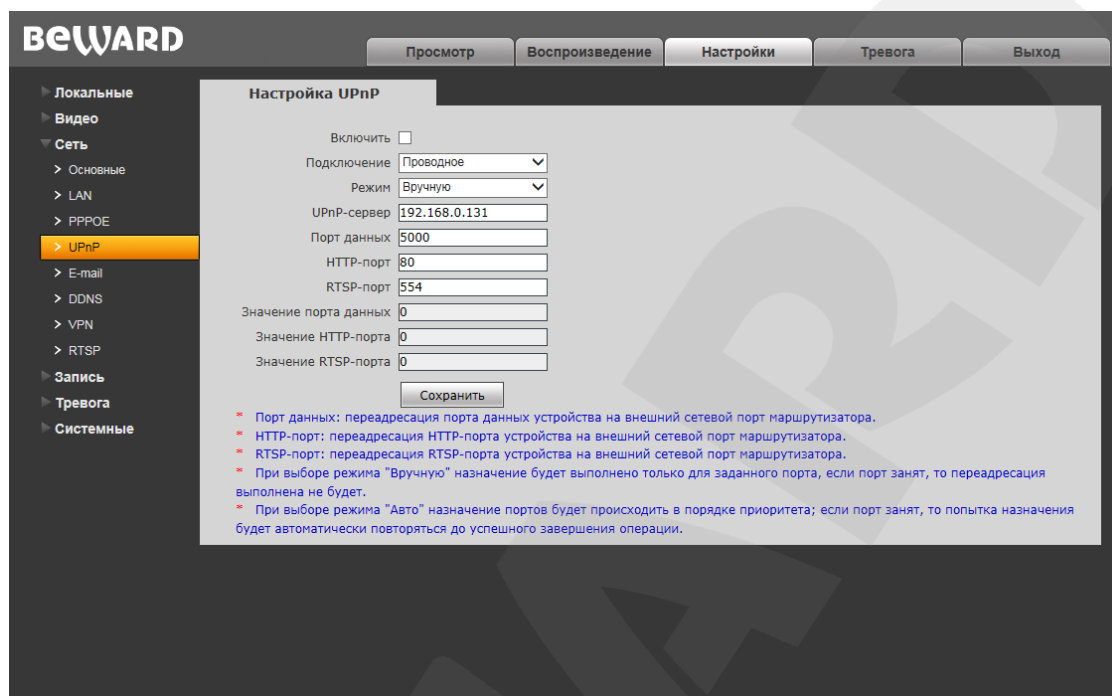 BEWARD
Просмотр
Воспроизведение
Настройки
Тревога
Выход
Локальные
Видео
Сеть
> Основные
> LAN
> PPPOE
> UPnP
> E-mail
> DDNS
> VPN
> RTSP
Запись
Тревога
Системные
Настройка UPnP
Включить
Подключение Проводное
Режим Вручную
UPnP-сервер 192.168.0.131
Порт данных 5000
HTTP-порт 80
RTSP-порт 554
Значение порта данных 0
Значение HTTP-порта 0
Значение RTSP-порта 0
Сохранить
* Порт данных: переадресация порта данных устройства на внешний сетевой порт маршрутизатора.
* HTTP-порт: переадресация HTTP-порта устройства на внешний сетевой порт маршрутизатора.
* RTSP-порт: переадресация RTSP-порта устройства на внешний сетевой порт маршрутизатора.
* При выборе режима "Вручную" назначение будет выполнено только для заданного порта, если порт занят, то переадресация
выполнена не будет.
* При выборе режима "Авто" назначение портов будет происходить в порядке приоритета; если порт занят, то попытка назначения
будет автоматически повторяться до успешного завершения операции.